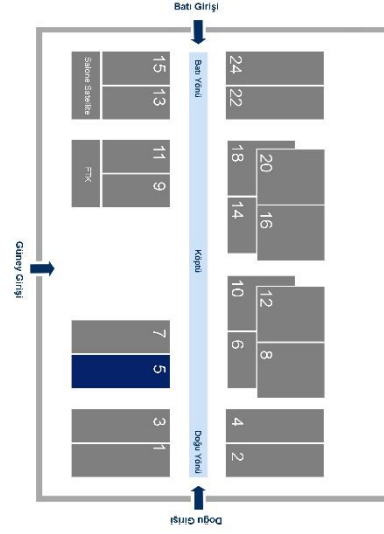 Batı Girişi
Batı Yönü
15
13
Salone Satellite
24
22
11
9
FTK
18
20
14
16
Köptü
Güney Girişi
10
12
6
8
7
5
3
1
4
2
Doğu Yönü
Doğu Girişi